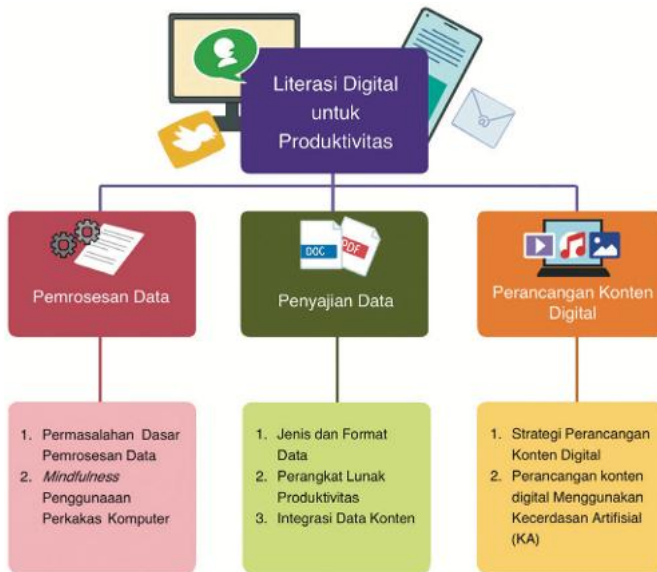 Literasi Digital
untuk
Produktivitas
Pemrosesan Data
DOC
PDF
Penyajian Data
Perancangan Konten
Digital
1. Permasalahan Dasar
Pemrosesan Data
2. Mindfulness
Penggunaaan
Perkakas Komputer
1. Jenis dan Format
Data
2. Perangkat Lunak
Produktivitas
3. Integrasi Data Konten
1. Strategi Perancangan
Konten Digital
2. Perancangan konten
digital Menggunakan
Kecerdasan Artifisial
(KA)